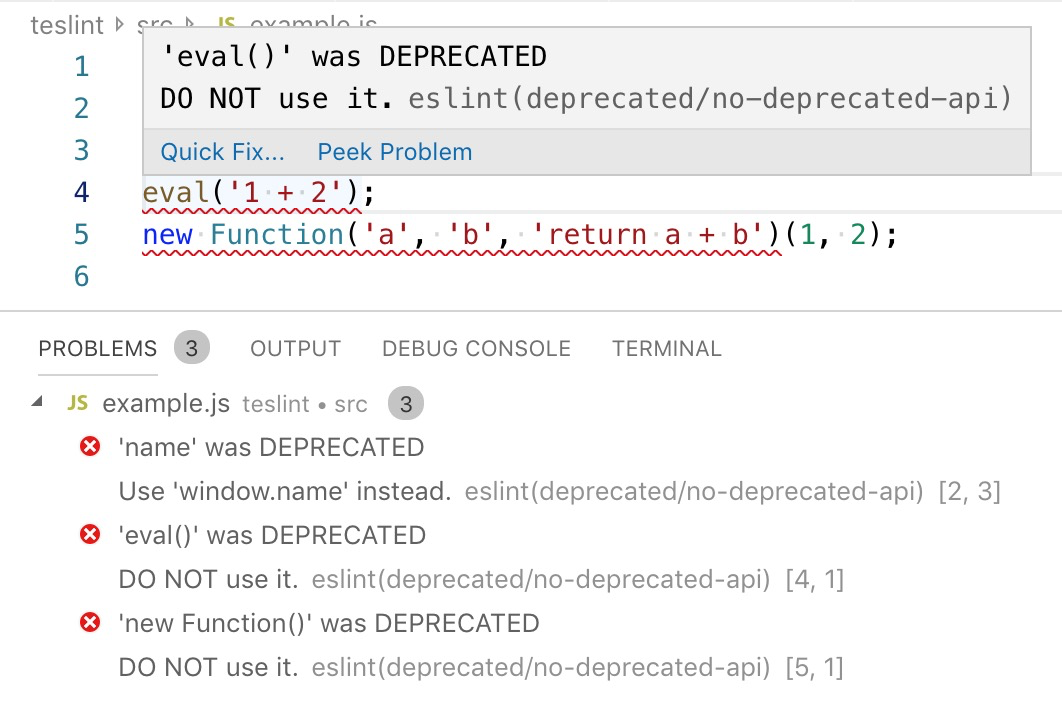 teslint src JS example.js
'eval()' was DEPRECATED
DO NOT use it. eslint(deprecated/no-deprecated-api)
Quick Fix... Peek Problem
1
2
3
4 eval('1 + 2');
5 new Function('a', 'b', 'return a + b')(1, 2);
6
PROBLEMS 3 OUTPUT DEBUG CONSOLE TERMINAL
JS example.js teslint • src 3
'name' was DEPRECATED
Use 'window.name' instead. eslint(deprecated/no-deprecated-api) [2, 3]
'eval()' was DEPRECATED
DO NOT use it. eslint(deprecated/no-deprecated-api) [4, 1]
'new Function()' was DEPRECATED
DO NOT use it. eslint(deprecated/no-deprecated-api) [5, 1]